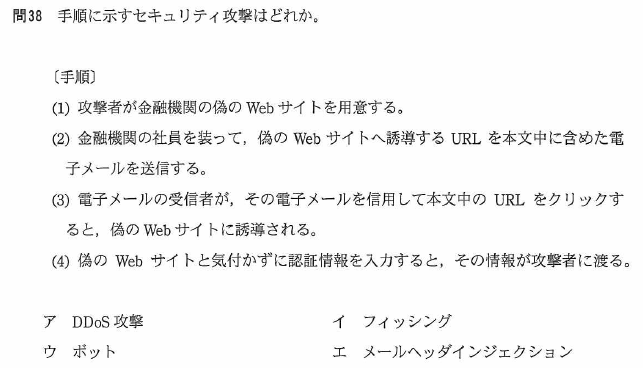 問38 手順に示すセキュリティ攻撃はどれか。
〔手順〕
(1) 攻撃者が金融機関の偽の Web サイトを用意する。
(2) 金融機関の社員を装って，偽の Web サイトへ誘導する URL を本文中に含めた電
子メールを送信する。
(3) 電子メールの受信者が，その電子メールを信用して本文中の URL をクリックす
ると，偽の Web サイトに誘導される。
(4) 偽の Web サイトと気付かずに認証情報を入力すると，その情報が攻撃者に渡る。
ア DDoS 攻撃 イ フィッシング
ウ ボット エ メールヘッダインジェクション